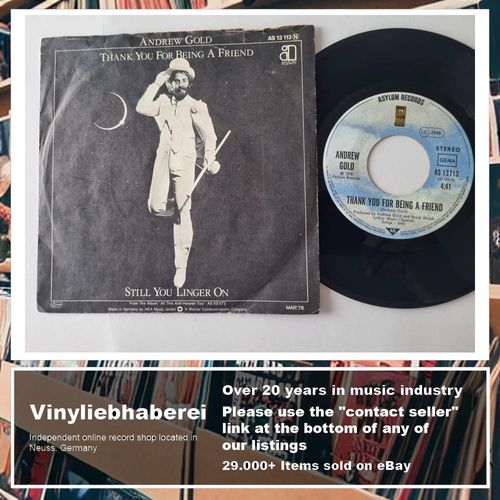 ANDREW GOLD
AS 13 113 N
THANK YOU FOR BEING A FRIEND
asylum
STILL YOU LINGER ON
From The Album "All This And Heaven Too" AS 53 072
Made in Germany by WEA Musik GmbH A Warner Communications Company
MAR '78
ASYLUM RECORDS
LC 2646
ANDREW
GOLD
STEREO
GEMA
AS 13113
4:41
THANK YOU FOR BEING A FRIEND
(Andrew Gold)
Produced by Andrew Gold and Brock Walsh
Vinyliebhaberei
Independent online record shop located in
Neuss, Germany
Over 20 years in music industry
Please use the "contact seller"
link at the bottom of any of
our listings
29.000+ Items sold on eBay